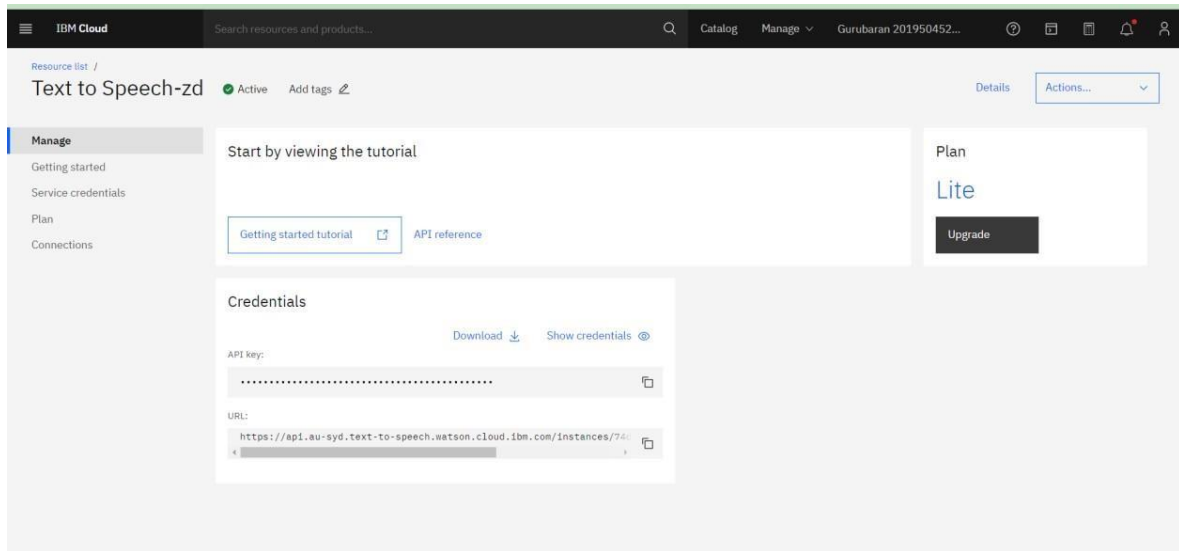 IBM Cloud
Search resources and products...
Catalog
Manage
Gurubaran 201950452...
Resource list /
Text to Speech-zd
Active
Add tags
Details
Actions...
Manage
Getting started
Service credentials
Plan
Connections
Start by viewing the tutorial
Getting started tutorial
API reference
Plan
Lite
Upgrade
Credentials
Download
Show credentials
API key:
••••••••••••••••••••••••••••••••••••••••••••
URL:
https://api.au-syd.text-to-speech.watson.cloud.ibm.com/instances/74